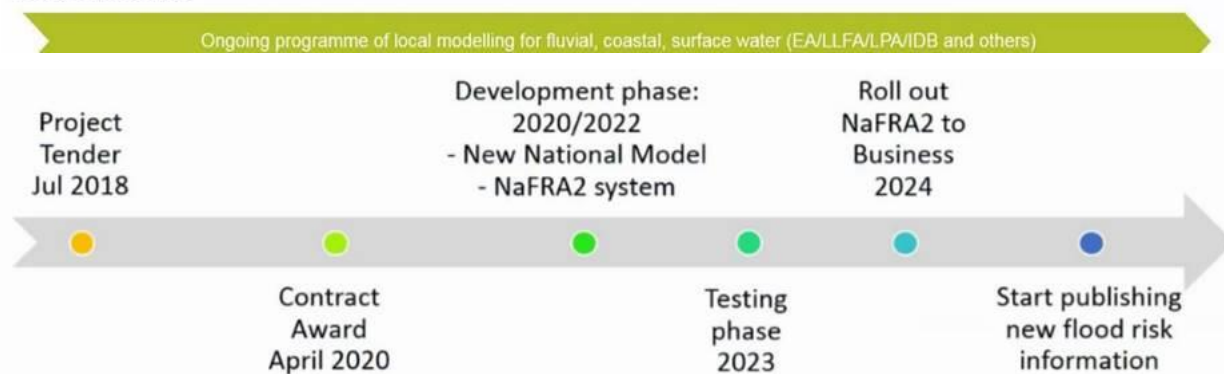 Ongoing programme of local modelling for fluvial, coastal, surface water (EA/LLFA/LPA/IDB and others)
Project
Tender
Jul 2018
Contract
Award
April 2020
Development phase:
2020/2022
- New National Model
- NaFRA2 system
Testing
phase
2023
Roll out
NaFRA2 to
Business
2024
Start publishing
new flood risk
information